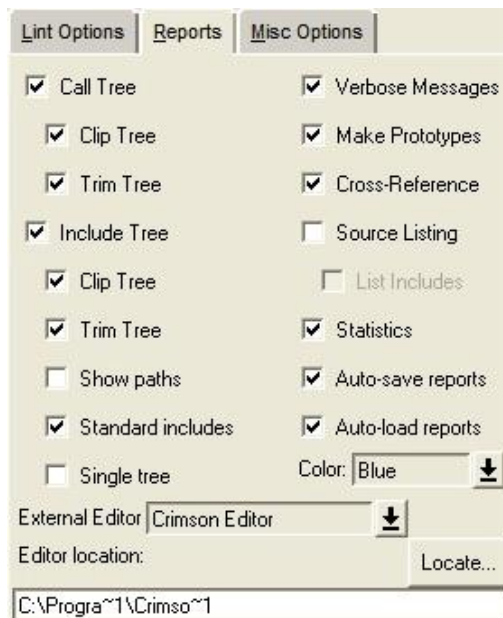 Lint Options Reports Misc Options
Call Tree Verbose Messages
Clip Tree Make Prototypes
Trim Tree Cross-Reference
Include Tree Source Listing
Clip Tree List Includes
Trim Tree Statistics
Show paths Auto-save reports
Standard includes Auto-load reports
Single tree Color: Blue
External Editor Crimson Editor
Editor location: Locate...
C:\Progra~1\Crimso~1